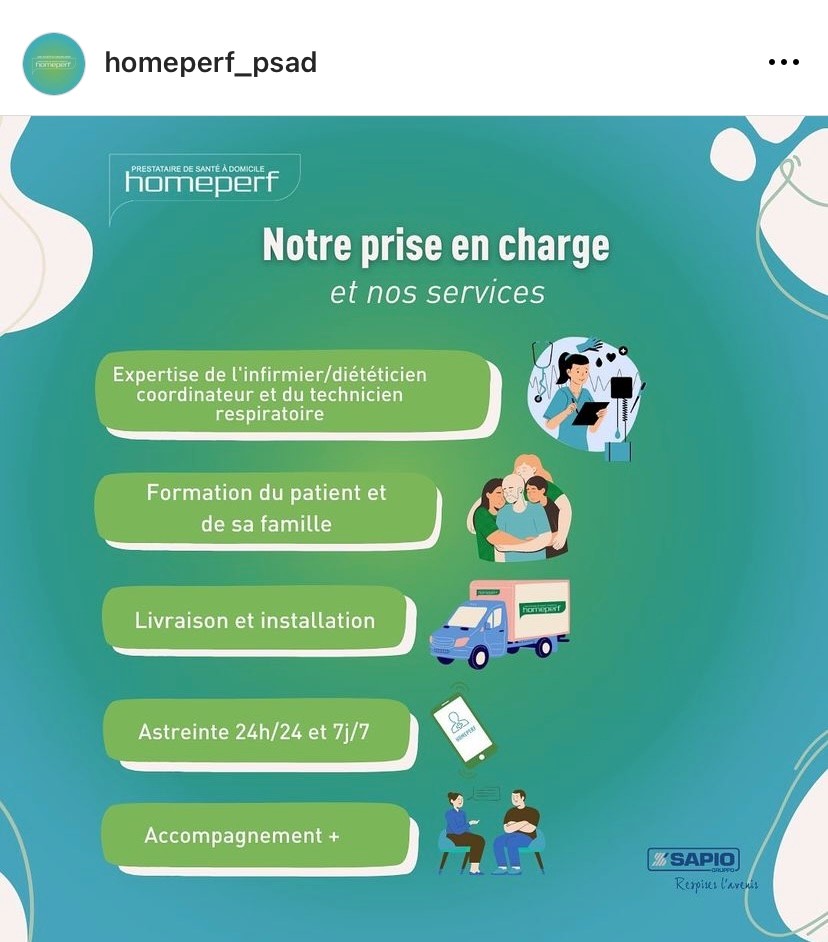 homeperf
homeperf_psad
PRESTATAIRE DE SANTÉ À DOMICILE
homeperf
Notre prise en charge
et nos services
Expertise de l'infirmier/diététicien
coordinateur et du technicien
respiratoire
Formation du patient et
de sa famille
homeperf
Livraison et installation
Astreinte 24h/24 et 7j/7
HOMEPERF
Accompagnement +
SAPIO
GRUPPO
Respirez l'avenir